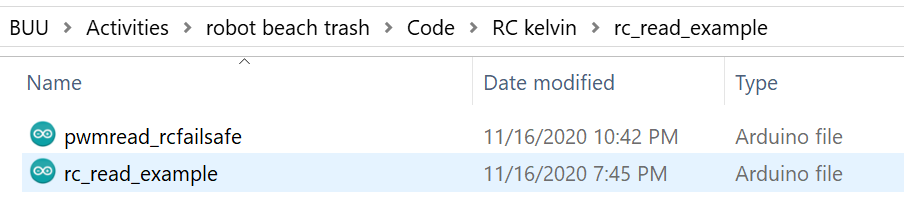 BUU > Activities > robot beach trash > Code > RC kelvin > rc_read_example
Name Date modified Type
pwmread_rcfailsafe 11/16/2020 10:42 PM Arduino file
rc_read_example 11/16/2020 7:45 PM Arduino file